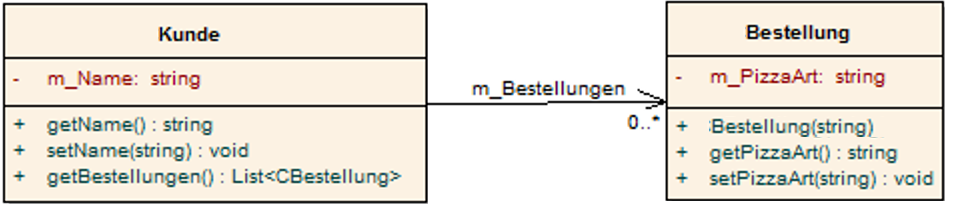 Kunde
- m_Name: string
+ getName() : string
+ setName(string) : void
+ getBestellungen() : List<CBestellung>
m_Bestellungen
0..*
Bestellung
- m_PizzaArt: string
+ :Bestellung(string)
+ getPizzaArt() : string
+ setPizzaArt(string) : void